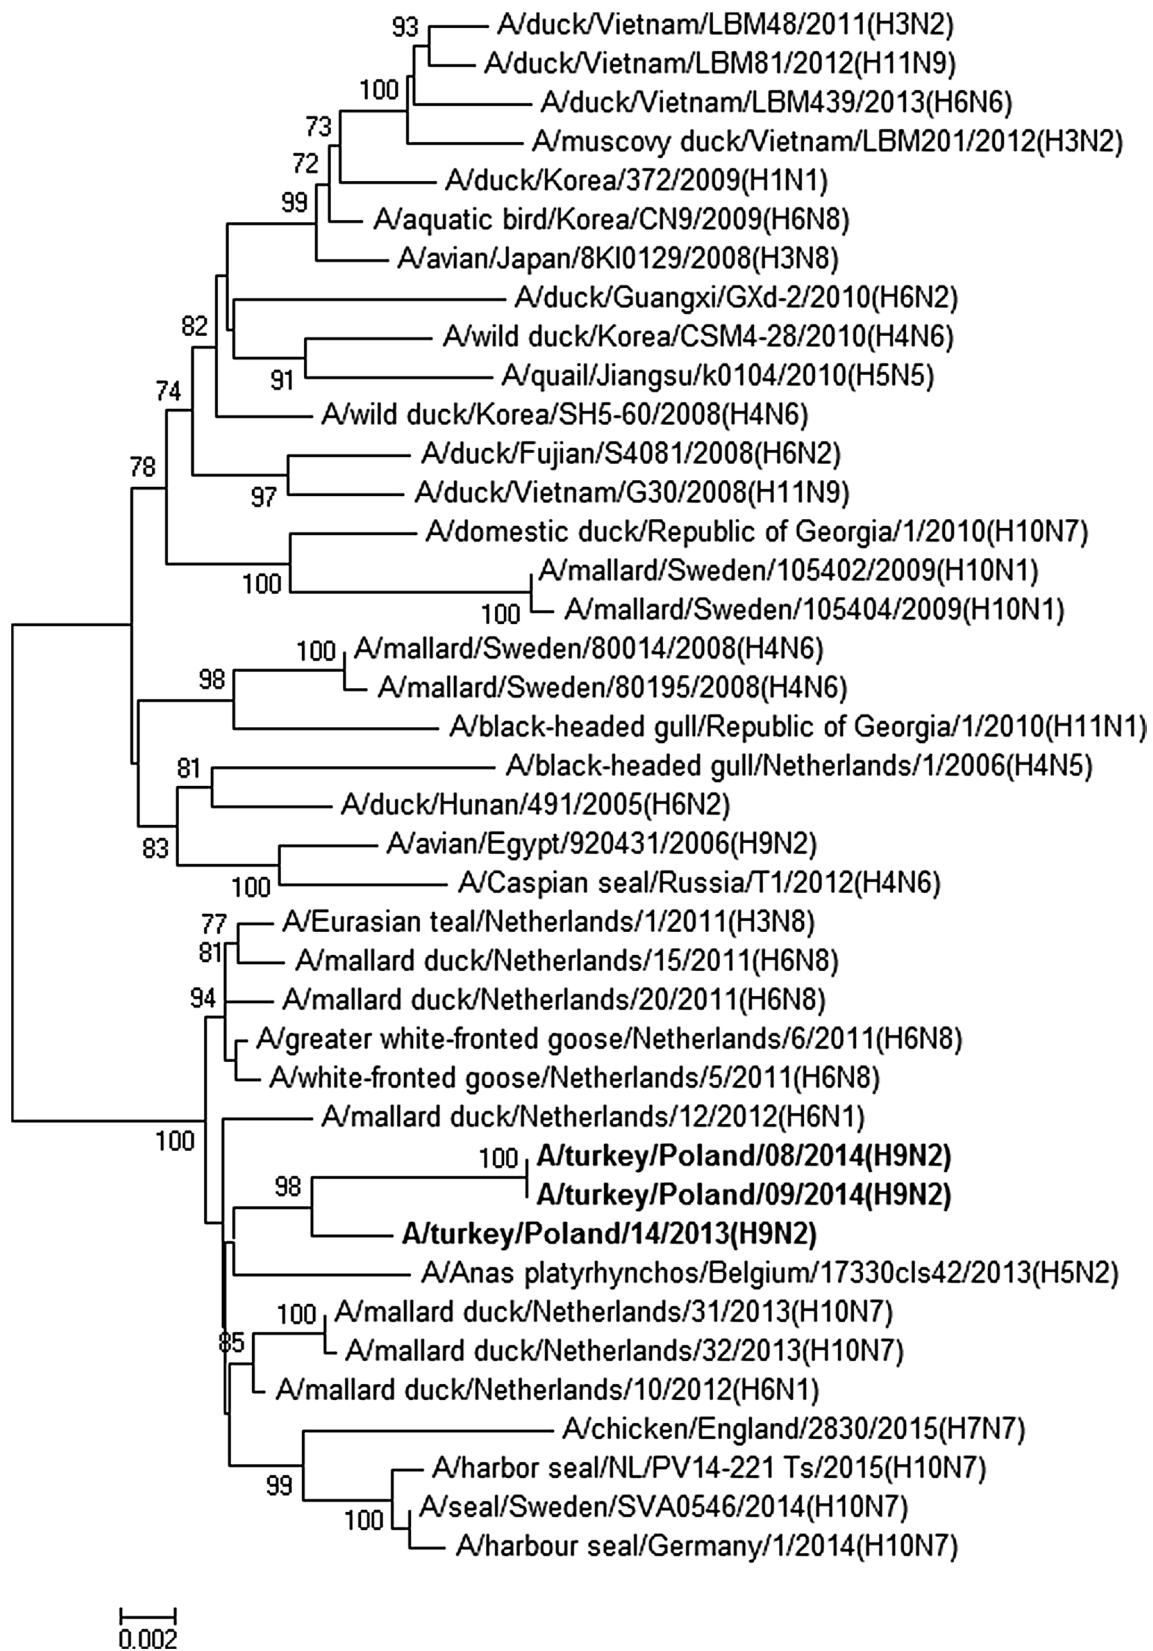 93
A/duck/Vietnam/LBM48/2011(H3N2)
A/duck/Vietnam/LBM81/2012(H11N9)
100
A/duck/Vietnam/LBM439/2013(H6N6)
73
A/muscovy duck/Vietnam/LBM201/2012(H3N2)
72
A/duck/Korea/372/2009(H1N1)
99
A/aquatic bird/Korea/CN9/2009(H6N8)
A/avian/Japan/8KI0129/2008(H3N8)
A/duck/Guangxi/GXd-2/2010(H6N2)
82
A/wild duck/Korea/CSM4-28/2010(H4N6)
91
A/quail/Jiangsu/k0104/2010(H5N5)
74
A/wild duck/Korea/SH5-60/2008(H4N6)
A/duck/Fujian/S4081/2008(H6N2)
78
97
A/duck/Vietnam/G30/2008(H11N9)
A/domestic duck/Republic of Georgia/1/2010(H10N7)
100
A/mallard/Sweden/105402/2009(H10N1)
100
A/mallard/Sweden/105404/2009(H10N1)
100
A/mallard/Sweden/80014/2008(H4N6)
98
A/mallard/Sweden/80195/2008(H4N6)
A/black-headed gull/Republic of Georgia/1/2010(H11N1)
81
A/black-headed gull/Netherlands/1/2006(H4N5)
A/duck/Hunan/491/2005(H6N2)
83
A/avian/Egypt/920431/2006(H9N2)
100
A/Caspian seal/Russia/T1/2012(H4N6)
77
A/Eurasian teal/Netherlands/1/2011(H3N8)
81
A/mallard duck/Netherlands/15/2011(H6N8)
94
A/mallard duck/Netherlands/20/2011(H6N8)
A/greater white-fronted goose/Netherlands/6/2011(H6N8)
A/white-fronted goose/Netherlands/5/2011(H6N8)
A/mallard duck/Netherlands/12/2012(H6N1)
100
100
A/turkey/Poland/08/2014(H9N2)
98
A/turkey/Poland/09/2014(H9N2)
A/turkey/Poland/14/2013(H9N2)
A/Anas platyrhynchos/Belgium/17330cls42/2013(H5N2)
100
A/mallard duck/Netherlands/31/2013(H10N7)
85
A/mallard duck/Netherlands/32/2013(H10N7)
A/mallard duck/Netherlands/10/2012(H6N1)
A/chicken/England/2830/2015(H7N7)
99
A/harbor seal/NL/PV14-221 Ts/2015(H10N7)
100
A/seal/Sweden/SVA0546/2014(H10N7)
A/harbour seal/Germany/1/2014(H10N7)
0.002